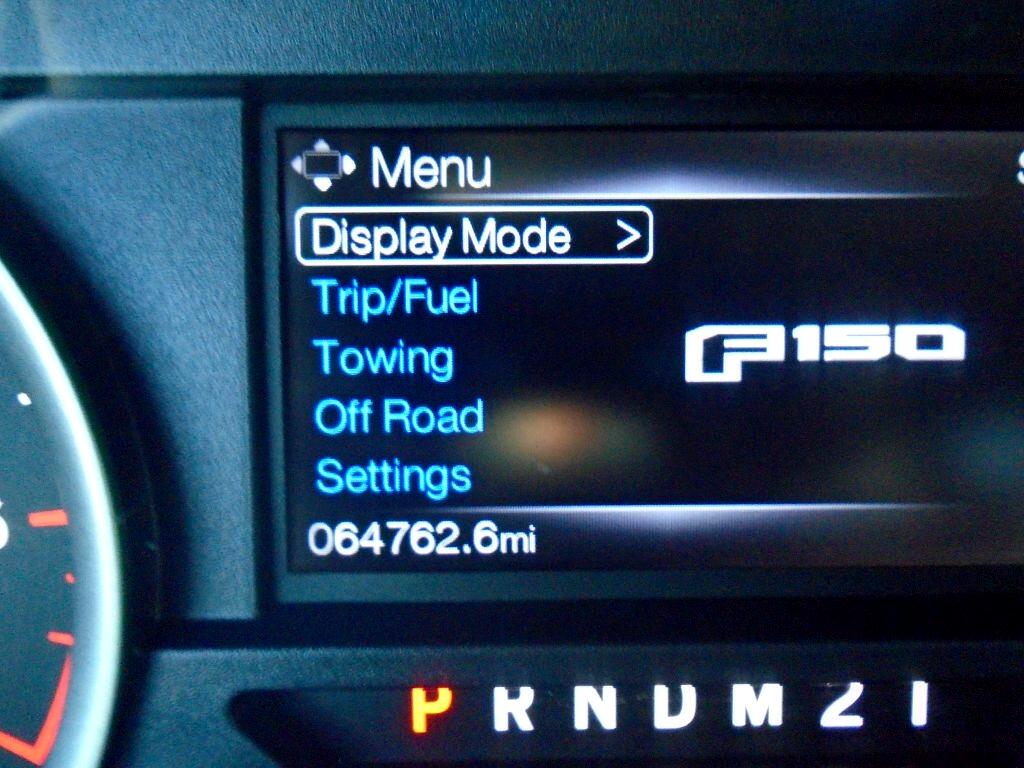 Menu
Display Mode >
Trip/Fuel
Towing
F150
Off Road
Settings
064762.6mi
P R N D M 2 1